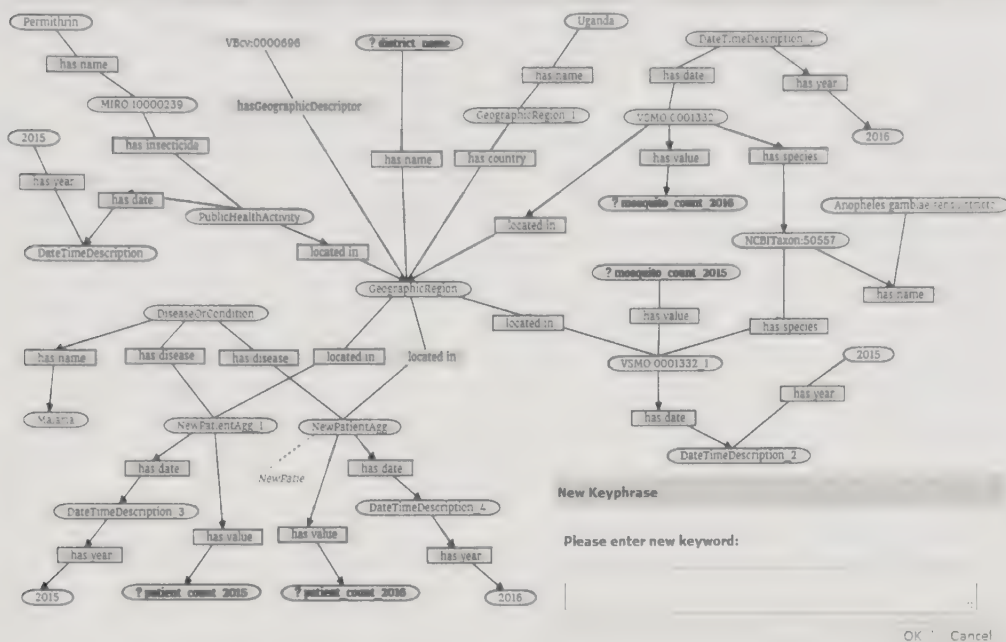 Permithrin
has name
MIRO:10000239
has insecticida
2015
has year
has date
DateTimeDescription
PublicHealthActivity
located in
VBcv:0000696
hasGeographicDescriptor
? district_name
has name
Uganda
has name
GeographicRegion_1
has country
DateTimeDescription_
has date
has year
2016
VSMO:0001332
has value
has species
? mosquito_count_2016
located in
Anopheles gambiae
NCBITaxon:50557
has name
? mosquito_count_2015
GeographicRegion
has value
located in
has species
VSMO:0001332_1
2015
has year
has date
DateTimeDescription_2
DiseaseOrCondition
has name
has disease
has disease
located in
located in
Malaria
NewPatientAgg_1
NewPatientAgg
has date
NewPatie
has date
DateTimeDescription_3
DateTimeDescription_4
has value
has value
has year
has year
2015
? patient_count_2015
? patient_count_2016
2016
New Keyphrase
Please enter new keyword:
OK
Cancel